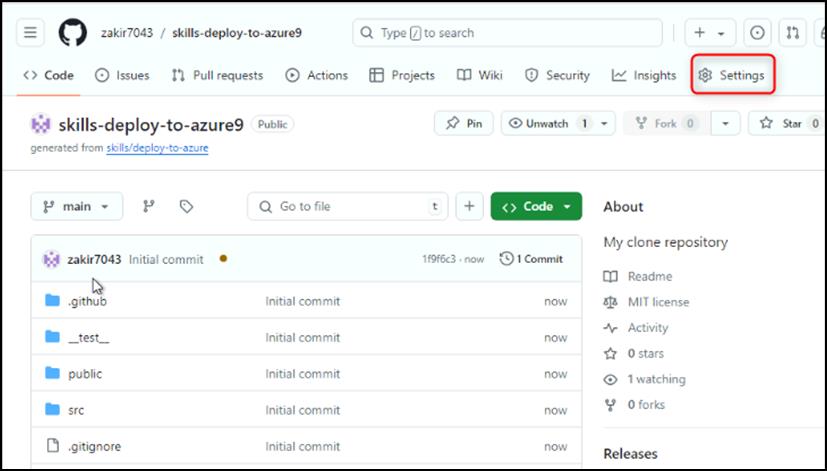 zakir7043 / skills-deploy-to-azure9 Type / to search
Code Issues Pull requests Actions Projects Wiki Security Insights Settings
skills-deploy-to-azure9 Public Pin Unwatch 1 Fork 0 Star 0
generated from skills/deploy-to-azure
main Go to file t + Code About
My clone repository
zakir7043 Initial commit 1f9f6c3 · now 1 Commit
Readme
.github Initial commit now
MIT license
Activity
__test__ Initial commit now
0 stars
public Initial commit now
1 watching
0 forks
src Initial commit now
.gitignore Initial commit now
Releases